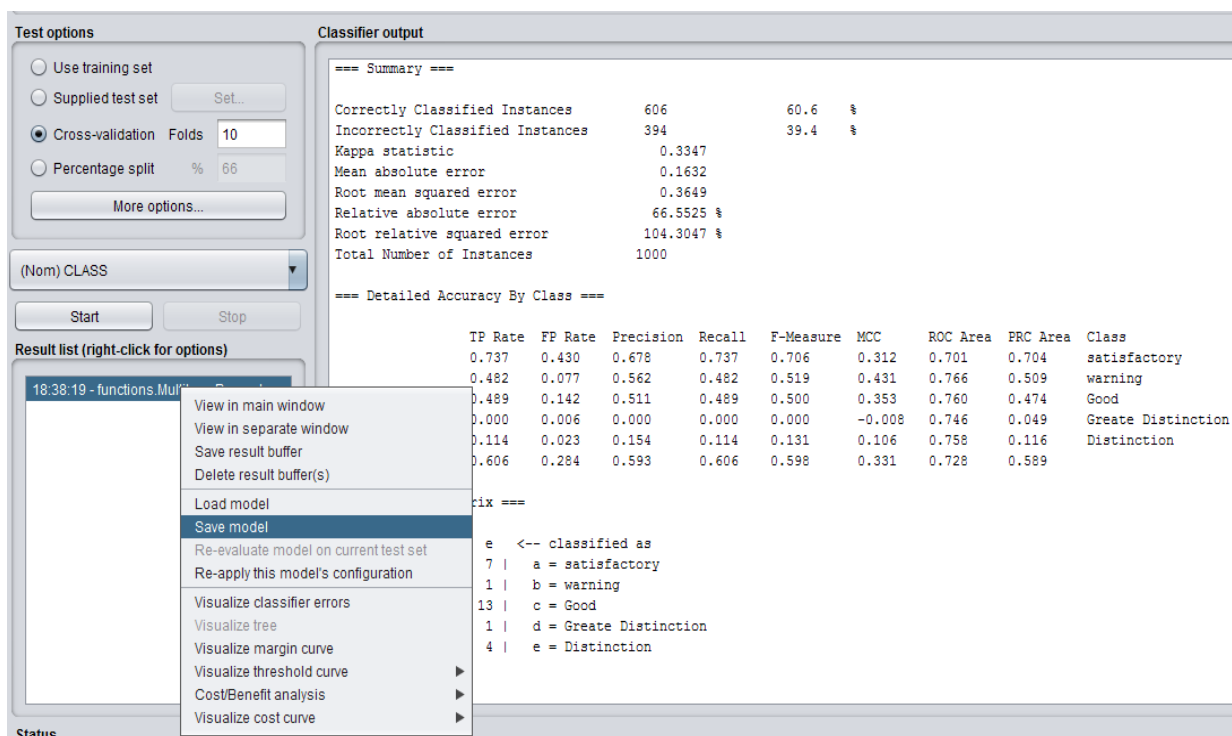 Test options
Use training set
Supplied test set Set...
Cross-validation Folds 10
Percentage split % 66
More options...
(Nom) CLASS
Start Stop
Result list (right-click for options)
18:38:19 - functions.Mul
View in main window
View in separate window
Save result buffer
Delete result buffer(s)
Load model
Save model
Re-evaluate model on current test set
Re-apply this model's configuration
Visualize classifier errors
Visualize tree
Visualize margin curve
Visualize threshold curve
Cost/Benefit analysis
Visualize cost curve
Status
Classifier output
=== Summary ===
Correctly Classified Instances 606 60.6 %
Incorrectly Classified Instances 394 39.4 %
Kappa statistic 0.3347
Mean absolute error 0.1632
Root mean squared error 0.3649
Relative absolute error 66.5525 %
Root relative squared error 104.3047 %
Total Number of Instances 1000
=== Detailed Accuracy By Class ===
TP Rate FP Rate Precision Recall F-Measure MCC ROC Area PRC Area Class
0.737 0.430 0.678 0.737 0.706 0.312 0.701 0.704 satisfactory
0.482 0.077 0.562 0.482 0.519 0.431 0.766 0.509 warning
0.489 0.142 0.511 0.489 0.500 0.353 0.760 0.474 Good
0.000 0.006 0.000 0.000 0.000 -0.008 0.746 0.049 Greate Distinction
0.114 0.023 0.154 0.114 0.131 0.106 0.758 0.116 Distinction
0.606 0.284 0.593 0.606 0.598 0.331 0.728 0.589
rix ===
e <-- classified as
7 | a = satisfactory
1 | b = warning
13 | c = Good
1 | d = Greate Distinction
4 | e = Distinction